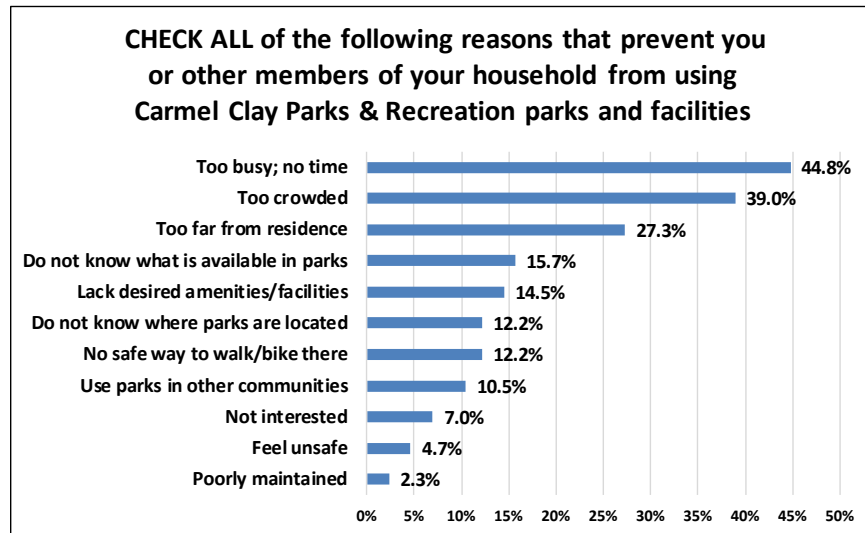 CHECK ALL of the following reasons that prevent you
or other members of your household from using
Carmel Clay Parks & Recreation parks and facilities
Too busy; no time 44.8%
Too crowded 39.0%
Too far from residence 27.3%
Do not know what is available in parks 15.7%
Lack desired amenities/facilities 14.5%
Do not know where parks are located 12.2%
No safe way to walk/bike there 12.2%
Use parks in other communities 10.5%
Not interested 7.0%
Feel unsafe 4.7%
Poorly maintained 2.3%
0% 5% 10% 15% 20% 25% 30% 35% 40% 45% 50%